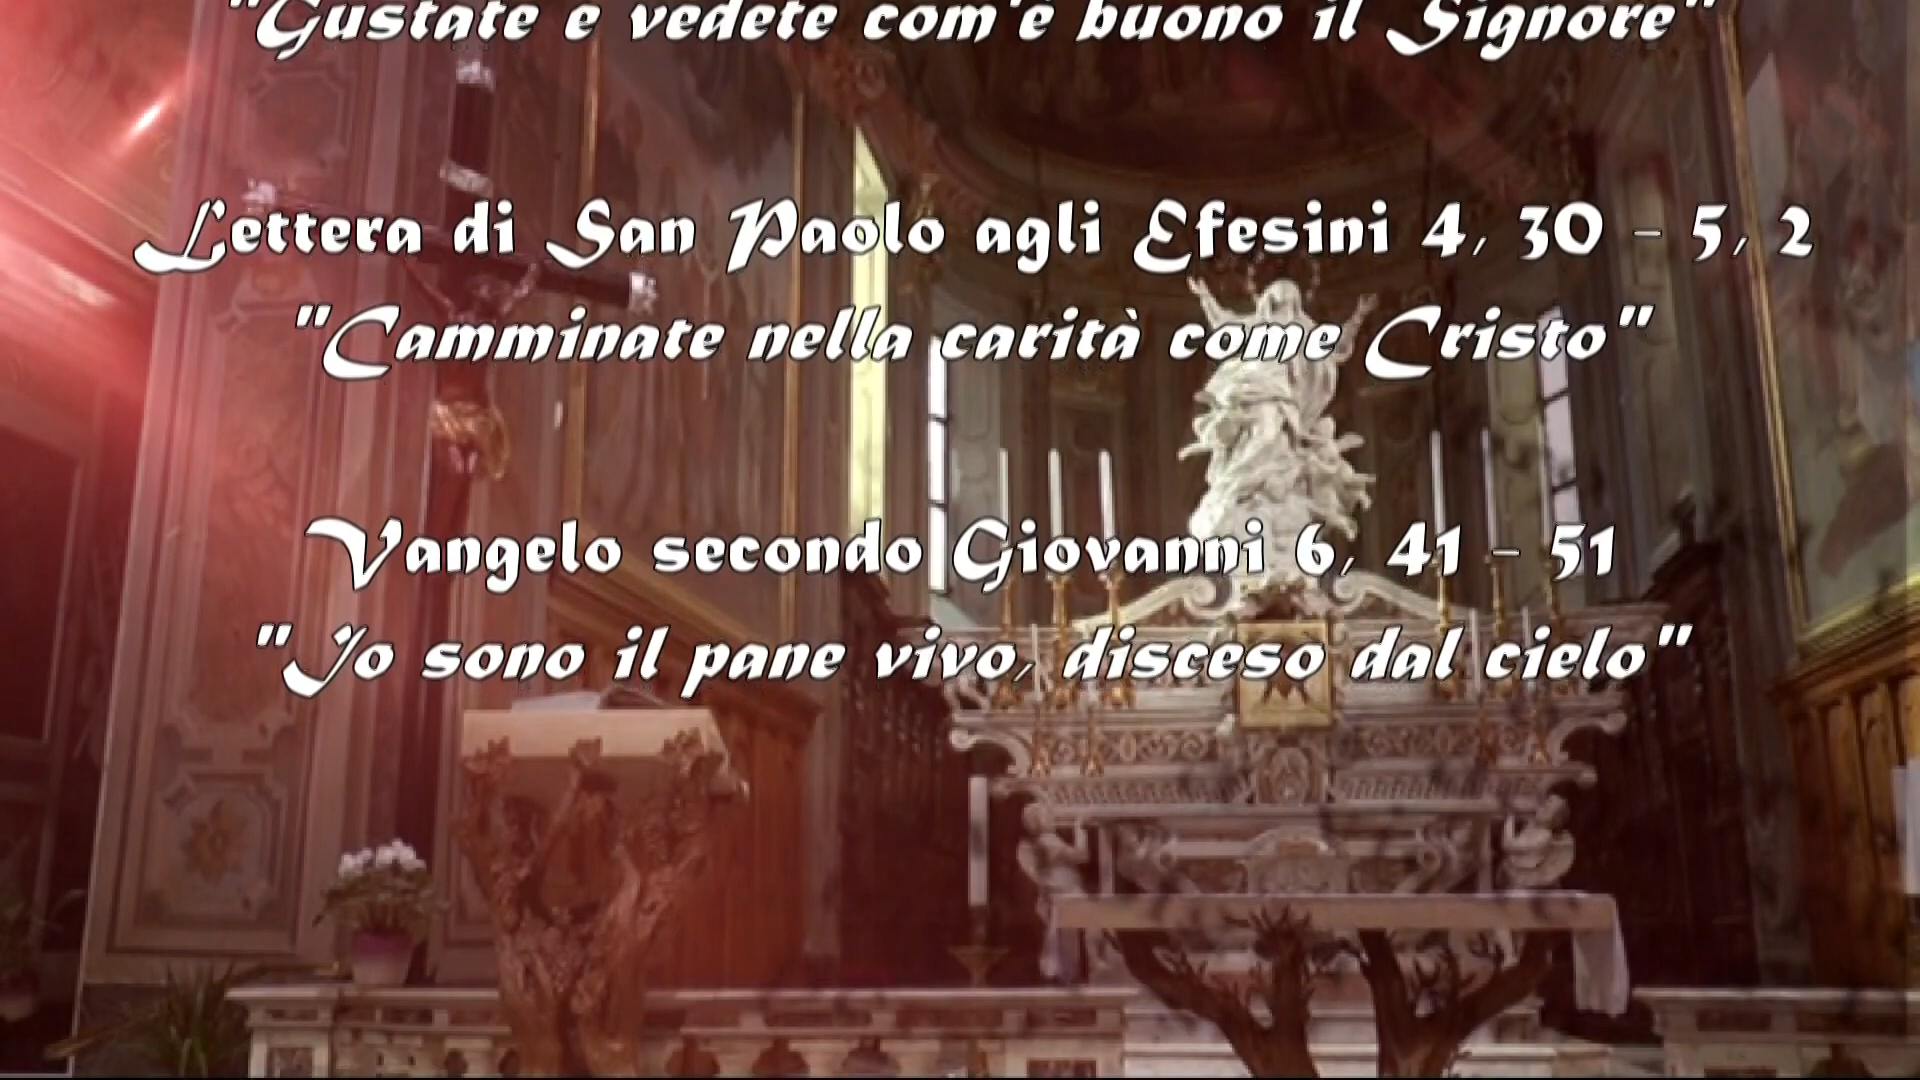 "Gustate e vedete com'è buono il Signore"
Lettera di San Paolo agli Efesini 4, 30 - 5, 2
"Camminate nella carità come Cristo"
Vangelo secondo Giovanni 6, 41 - 51
"Io sono il pane vivo, disceso dal cielo"